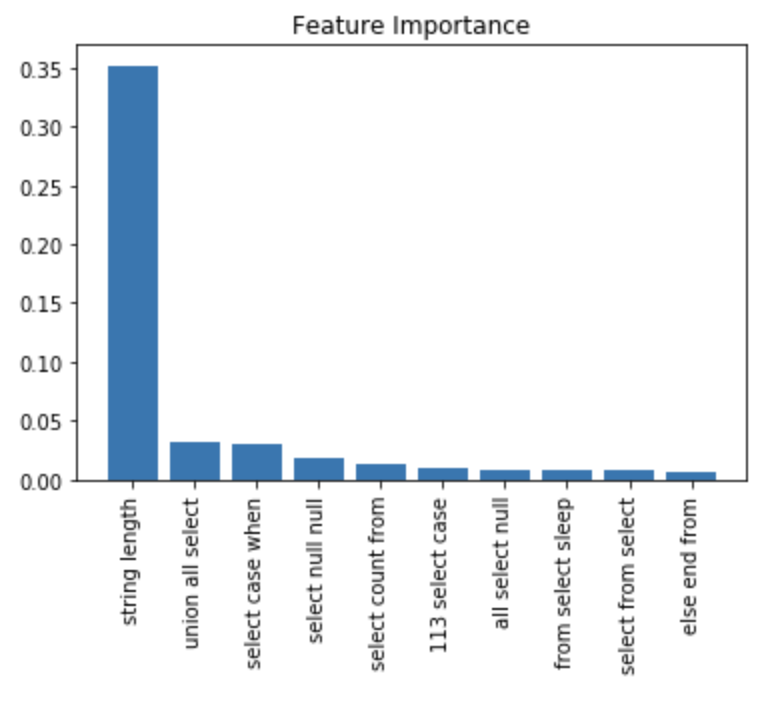 Feature Importance
0.35
0.30
0.25
0.20
0.15
0.10
0.05
0.00
string length
union all select
select case when
select null null
select count from
113 select case
all select null
from select sleep
select from select
else end from